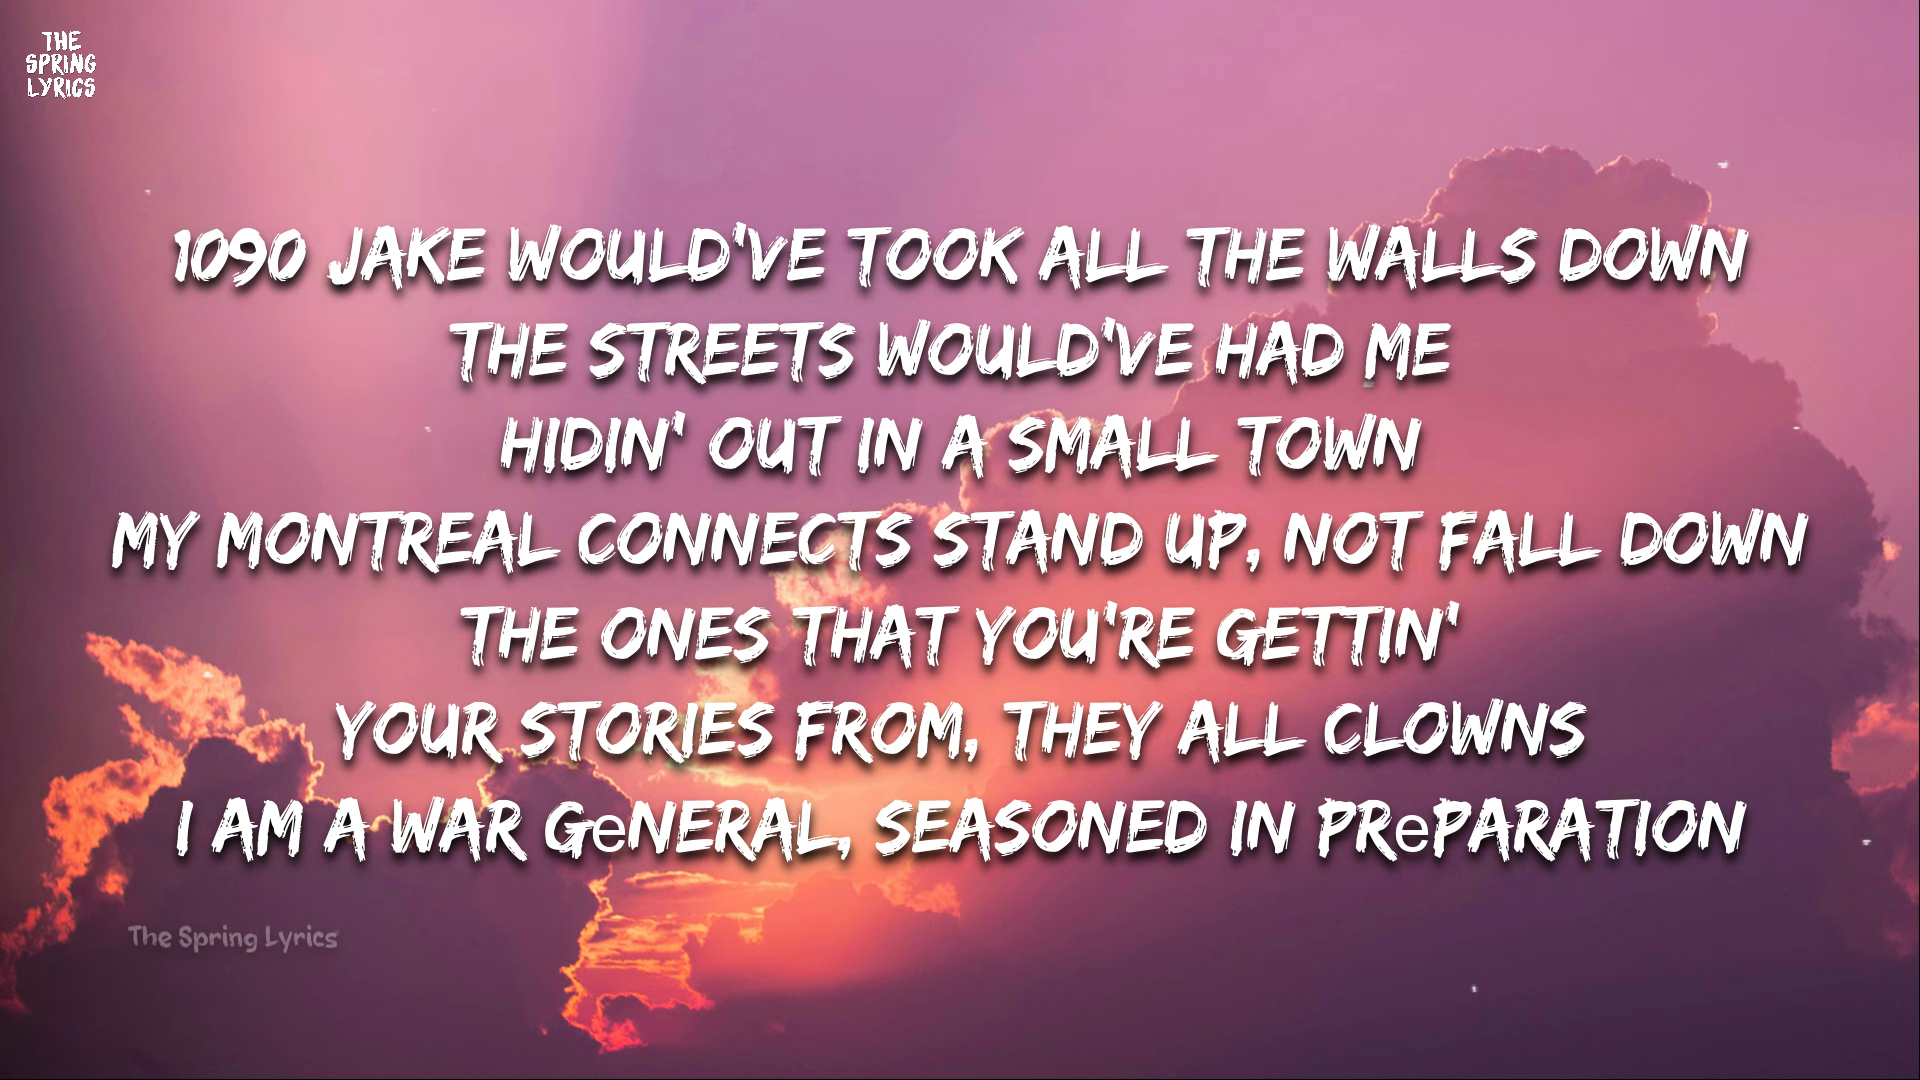 THE
SPRING
LYRICS
1090 JAKE WOULD'VE TOOK ALL THE WALLS DOWN
THE STREETS WOULD'VE HAD ME
HIDIN' OUT IN A SMALL TOWN
MY MONTREAL CONNECTS STAND UP, NOT FALL DOWN
THE ONES THAT YOU'RE GETTIN'
YOUR STORIES FROM, THEY ALL CLOWNS
I AM A WAR GеNERAL, SEASONED IN PRеPARATION
The Spring Lyrics